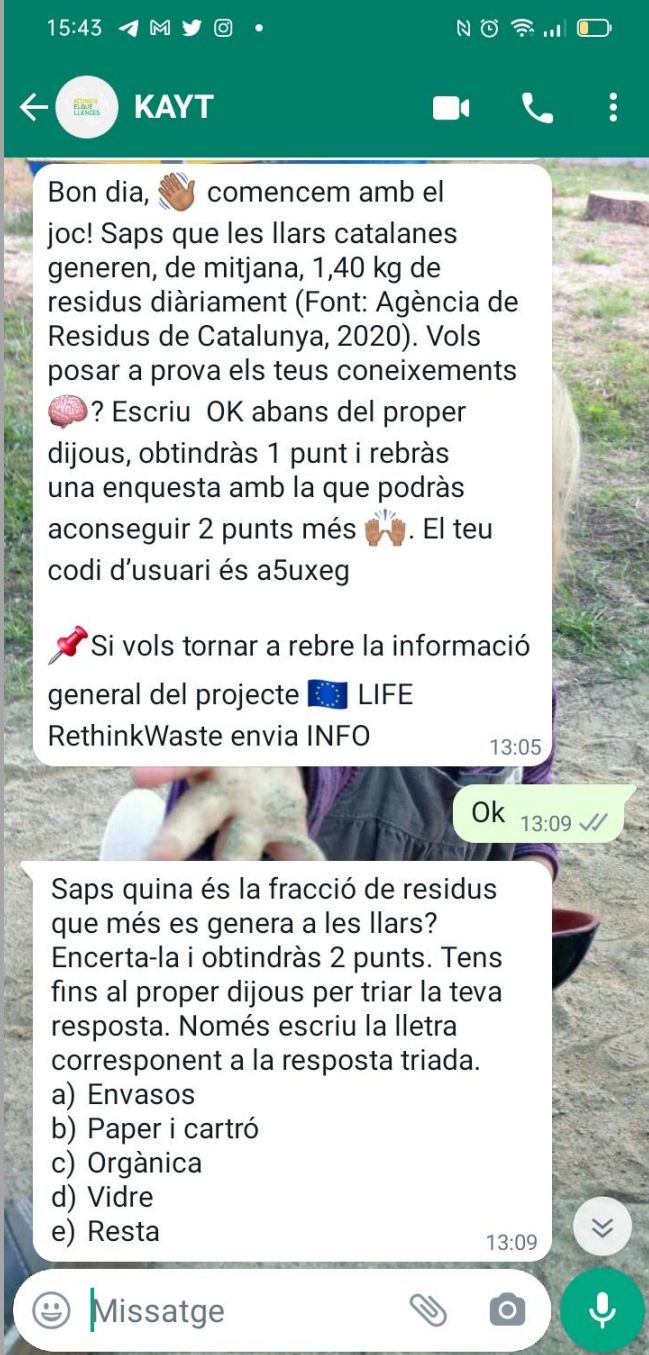 15:43
KAYT
Bon dia, 👋🏾 comencem amb el
joc! Saps que les llars catalanes
generen, de mitjana, 1,40 kg de
residus diàriament (Font: Agència de
Residus de Catalunya, 2020). Vols
posar a prova els teus coneixements
🧠? Escriu  OK abans del proper
dijous, obtindràs 1 punt i rebràs
una enquesta amb la que podràs
aconseguir 2 punts més 🙌🏽. El teu
codi d’usuari és a5uxeg
📌Si vols tornar a rebre la informació
general del projecte 🇪🇺 LIFE
RethinkWaste envia INFO
13:05
Ok 13:09
Saps quina és la fracció de residus
que més es genera a les llars?
Encerta-la i obtindràs 2 punts. Tens
fins al proper dijous per triar la teva
resposta. Només escriu la lletra
corresponent a la resposta triada.
a) Envasos
b) Paper i cartró
c) Orgànica
d) Vidre
e) Resta
13:09
Missatge